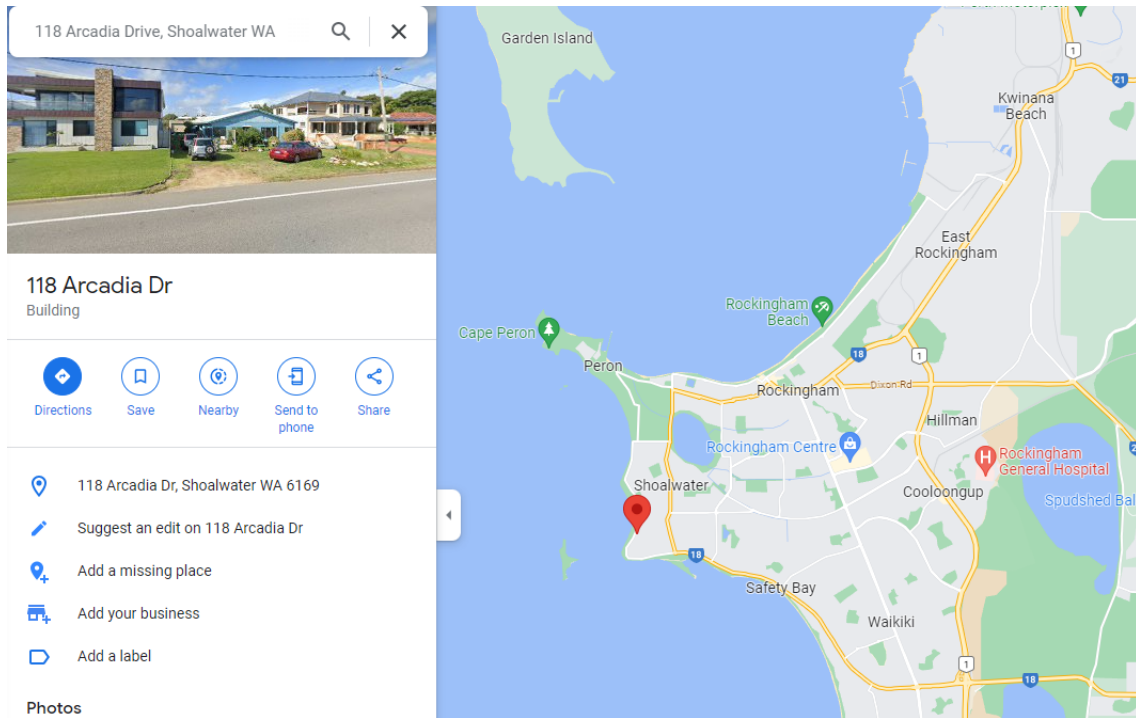 118 Arcadia Drive, Shoalwater WA
118 Arcadia Dr
Building
Directions
Save
Nearby
Send to
phone
Share
118 Arcadia Dr, Shoalwater WA 6169
Suggest an edit on 118 Arcadia Dr
Add a missing place
Add your business
Add a label
Photos
Garden Island
1
21
Kwinana
Beach
East
Rockingham
Rockingham
Beach
Cape Peron
Peron
18
1
Dixon Rd
Rockingham
Hillman
Rockingham Centre
H
Rockingham
General Hospital
Shoalwater
Cooloongup
Spudshed Bal
18
Safety Bay
Waikiki
1
18